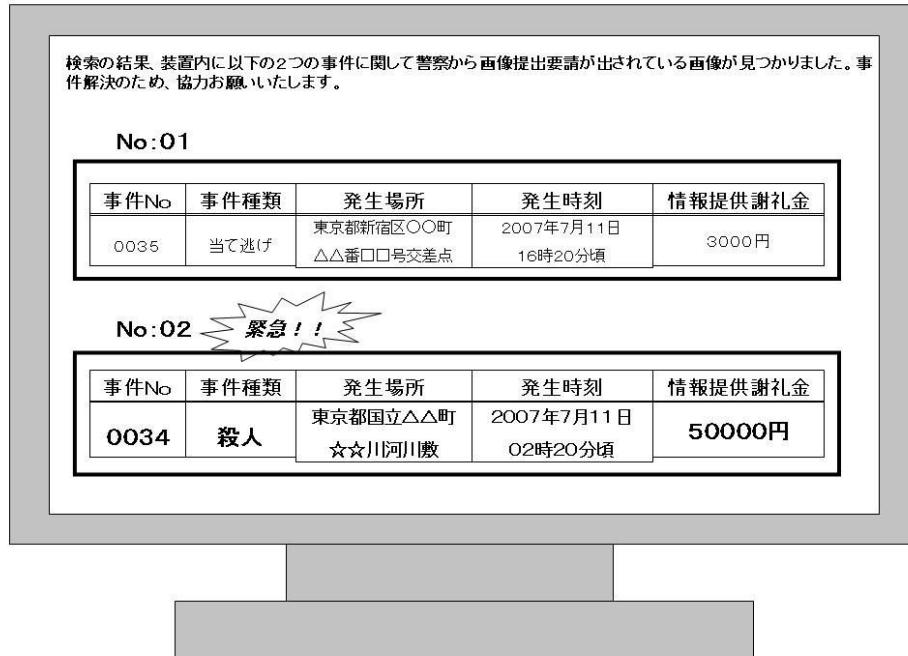 検索の結果、装置内に以下の2つの事件に関して警察から画像提出要請が出されている画像が見つかりました。事
件解決のため、協力お願いいたします。
No:01
事件No 事件種類 発生場所 発生時刻 情報提供謝礼金
0035 当て逃げ 東京都新宿区〇〇町 2007年7月11日 3000円
△△番□□号交差点 16時20分頃
No:02 緊急！！
事件No 事件種類 発生場所 発生時刻 情報提供謝礼金
0034 殺人 東京都国立△△町 2007年7月11日 50000円
☆☆川河川敷 02時20分頃